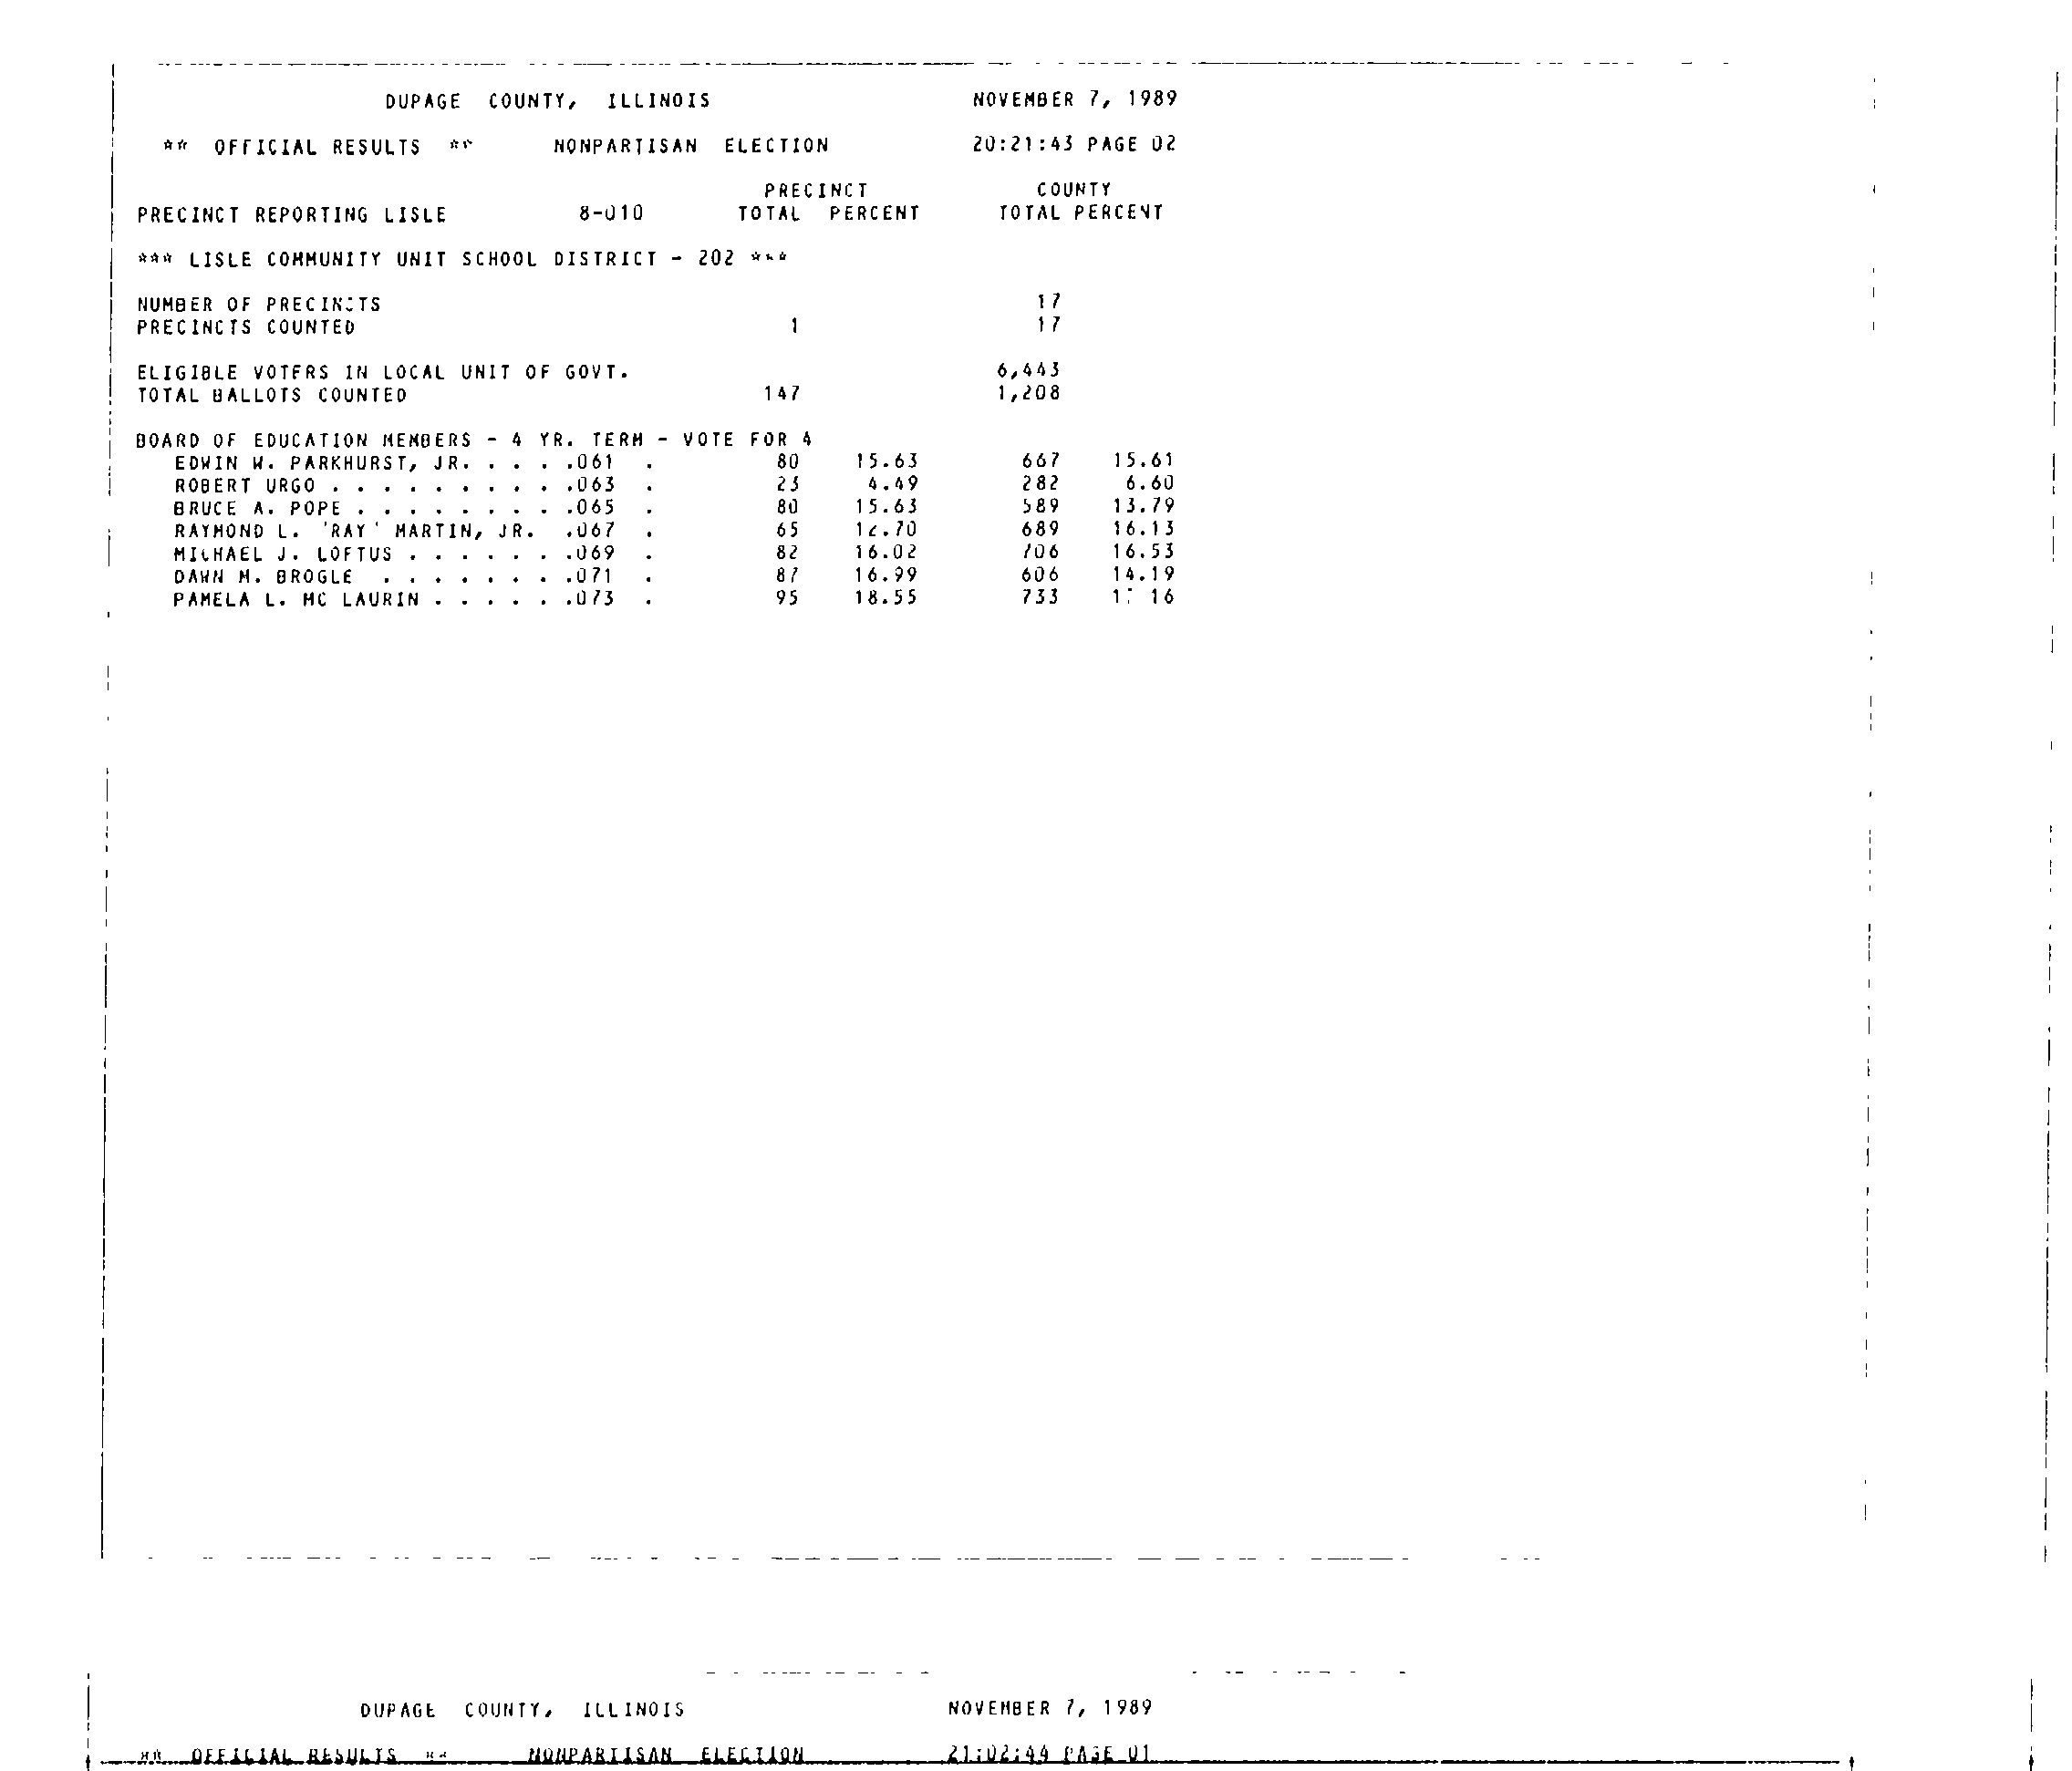 DUPAGE COUNTY, ILLINOIS NOVEMBER 7, 1989
** OFFICIAL RESULTS ** NONPARTISAN ELECTION 20:21:43 PAGE 02
PRECINCT COUNTY
PRECINCT REPORTING LISLE 8-010 TOTAL PERCENT TOTAL PERCENT
*** LISLE COMMUNITY UNIT SCHOOL DISTRICT - 202 ***
NUMBER OF PRECINCTS 17
PRECINCTS COUNTED 1 17
ELIGIBLE VOTERS IN LOCAL UNIT OF GOVT. 6,443
TOTAL BALLOTS COUNTED 147 1,208
BOARD OF EDUCATION MEMBERS - 4 YR. TERM - VOTE FOR 4
EDWIN W. PARKHURST, JR. . . . .061 . 80 15.63 667 15.61
ROBERT URGO . . . . . . . . . .063 . 23 4.49 282 6.60
BRUCE A. POPE . . . . . . . . .065 . 80 15.63 589 13.79
RAYMOND L. 'RAY' MARTIN, JR. .067 . 65 12.70 689 16.13
MICHAEL J. LOFTUS . . . . . . .069 . 82 16.02 706 16.53
DAWN M. BROGLE . . . . . . . .071 . 87 16.99 606 14.19
PAMELA L. MC LAURIN . . . . . .073 . 95 18.55 733 17.16
DUPAGE COUNTY, ILLINOIS NOVEMBER 7, 1989
** OFFICIAL RESULTS ** NONPARTISAN ELECTION 21:02:44 PAGE 01